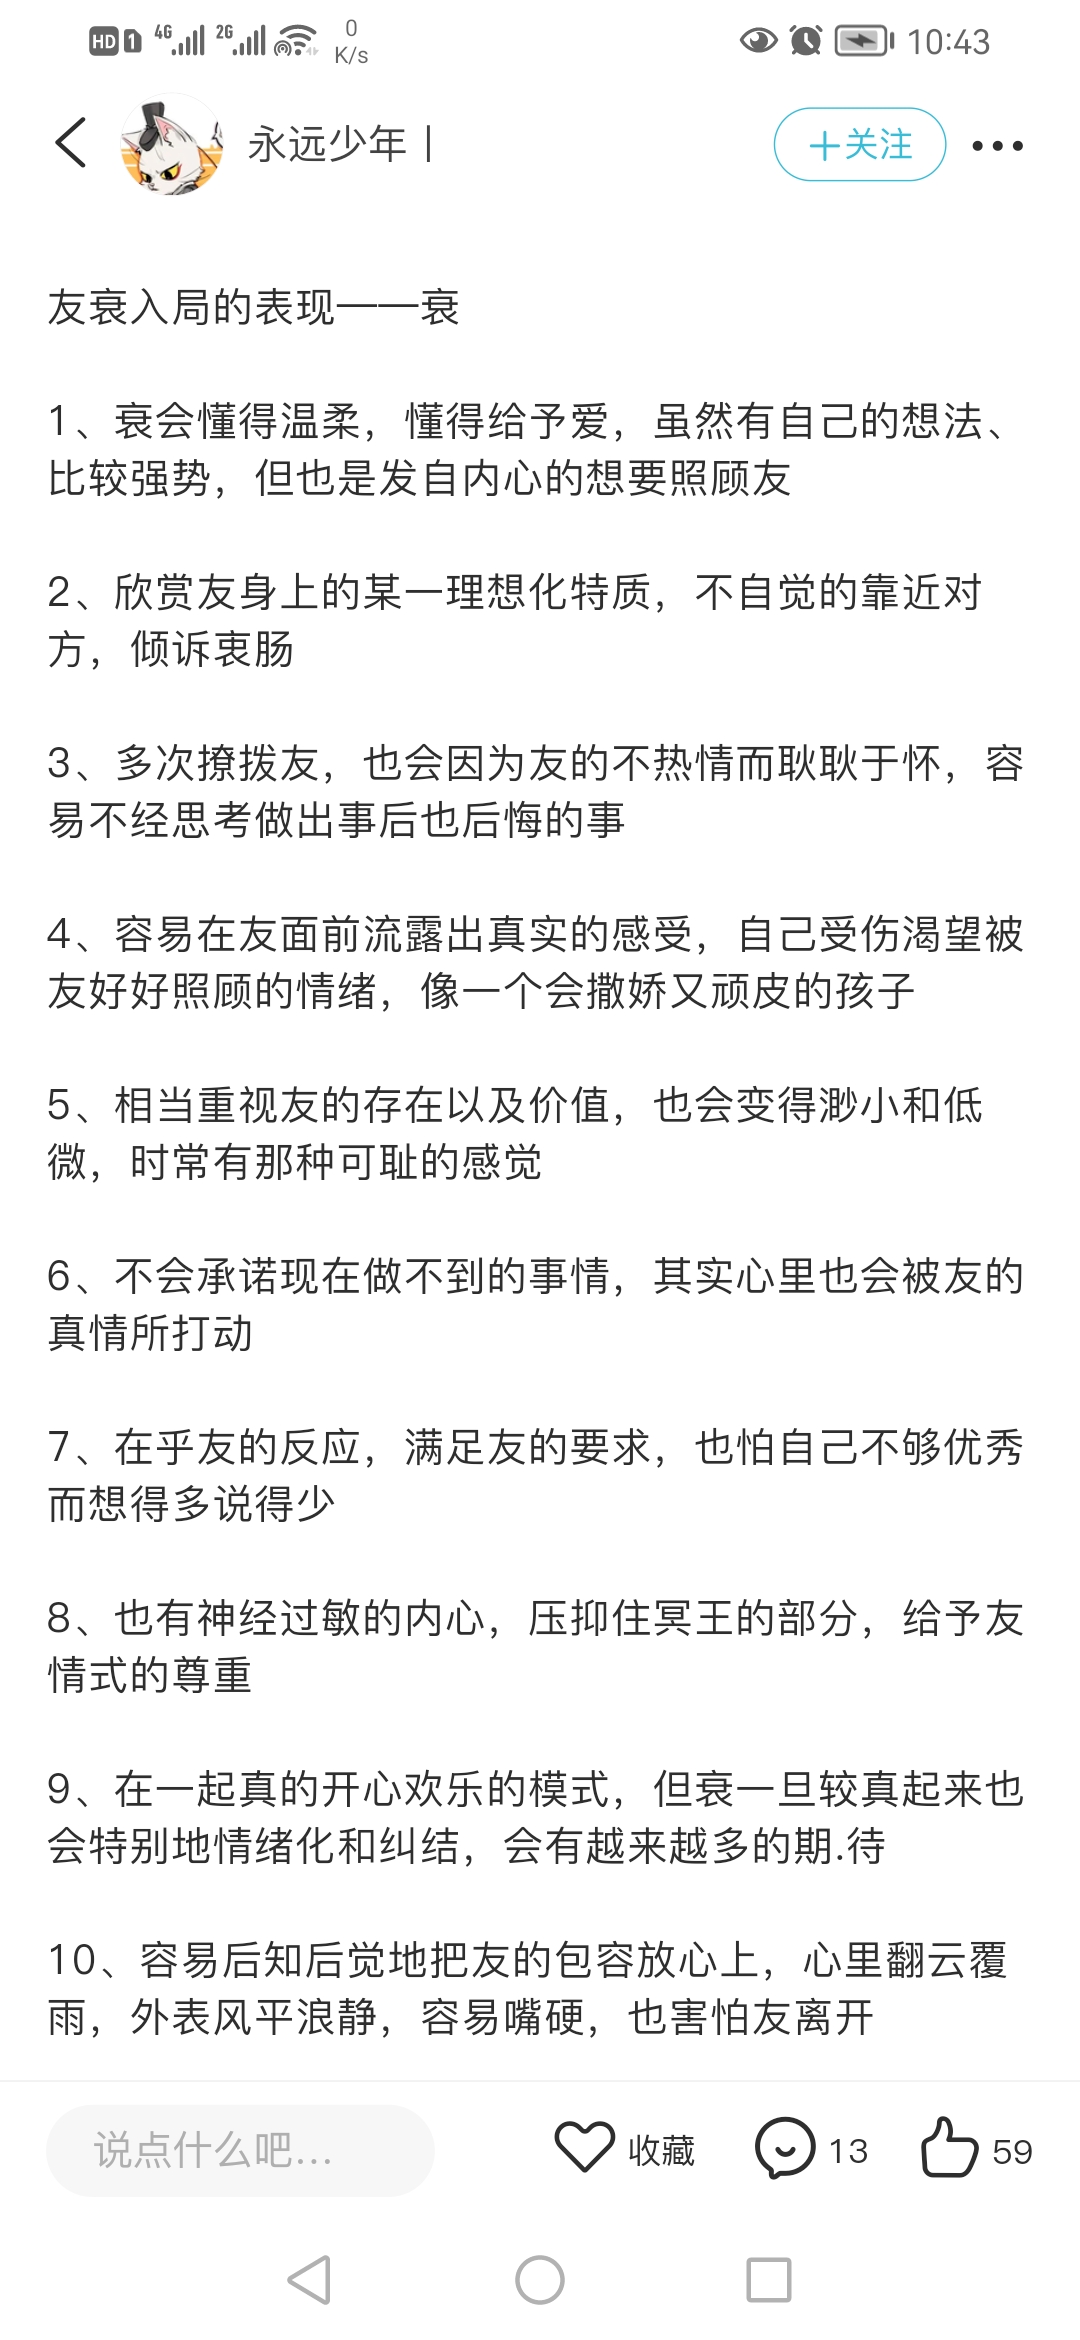 HD 1 4G 2G 0 K/s 10:43
永远少年丨 +关注
友衰入局的表现——衰
1、衰会懂得温柔，懂得给予爱，虽然有自己的想法、
比较强势，但也是发自内心的想要照顾友
2、欣赏友身上的某一理想化特质，不自觉的靠近对
方，倾诉衷肠
3、多次撩拨友，也会因为友的不热情而耿耿于怀，容
易不经思考做出事后也后悔的事
4、容易在友面前流露出真实的感受，自己受伤渴望被
友好好照顾的情绪，像一个会撒娇又顽皮的孩子
5、相当重视友的存在以及价值，也会变得渺小和低
微，时常有那种可耻的感觉
6、不会承诺现在做不到的事情，其实心里也会被友的
真情所打动
7、在乎友的反应，满足友的要求，也怕自己不够优秀
而想得多说得少
8、也有神经过敏的内心，压抑住冥王的部分，给予友
情式的尊重
9、在一起真的开心欢乐的模式，但衰一旦较真起来也
会特别地情绪化和纠结，会有越来越多的期.待
10、容易后知后觉地把友的包容放心上，心里翻云覆
雨，外表风平浪静，容易嘴硬，也害怕友离开
说点什么吧... 收藏 13 59